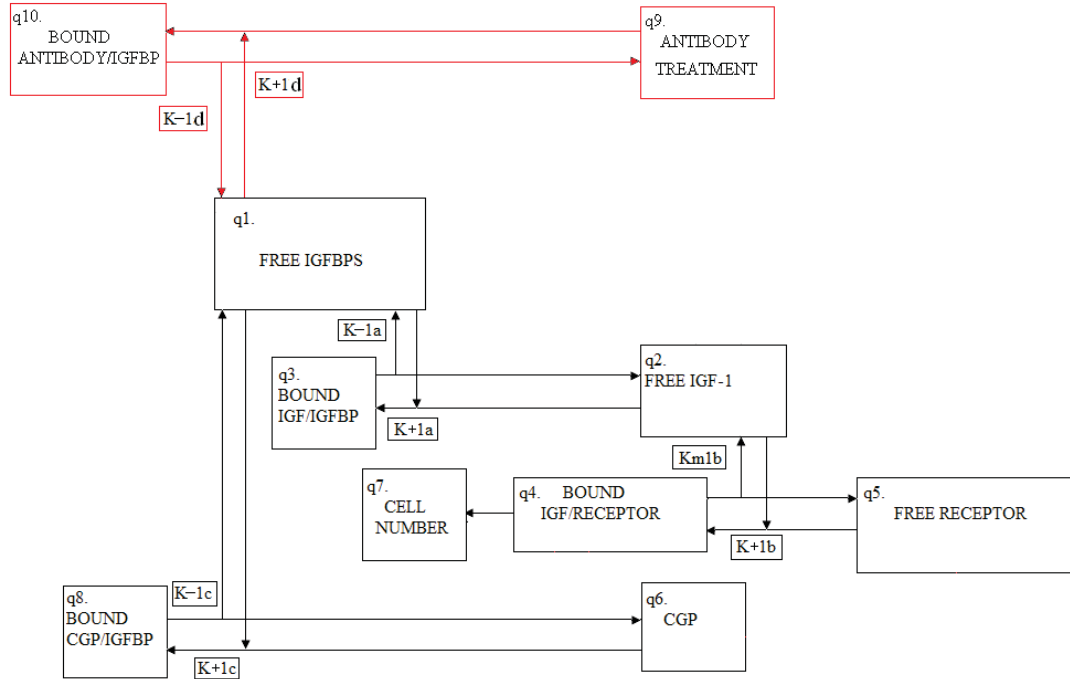 q10.
BOUND
ANTIBODY/IGFBP
q9.
ANTIBODY
TREATMENT
K+1d
K−1d
q1.
FREE IGFBPS
K−1a
q3.
BOUND
IGF/IGFBP
q2.
FREE IGF-1
K+1a
Km1b
q7.
CELL
NUMBER
q4. BOUND
IGF/RECEPTOR
q5.
FREE RECEPTOR
K+1b
K−1c
q8.
BOUND
CGP/IGFBP
q6.
CGP
K+1c